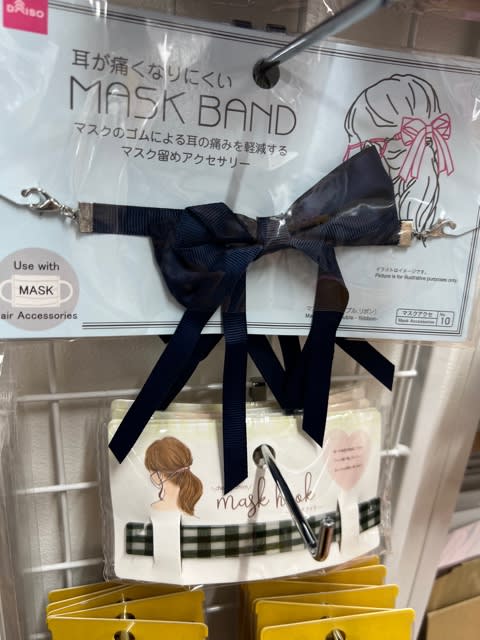 DAISO
耳が痛くなりにくい
MASK BAND
マスクのゴムによる耳の痛みを軽減する
マスク留めアクセサリー
Use with
MASK
air Accessories
イラストはイメージです。
Picture is for illustrative purposes only.
マスクアクセ
Mask Accessories
No.
10
mask hook